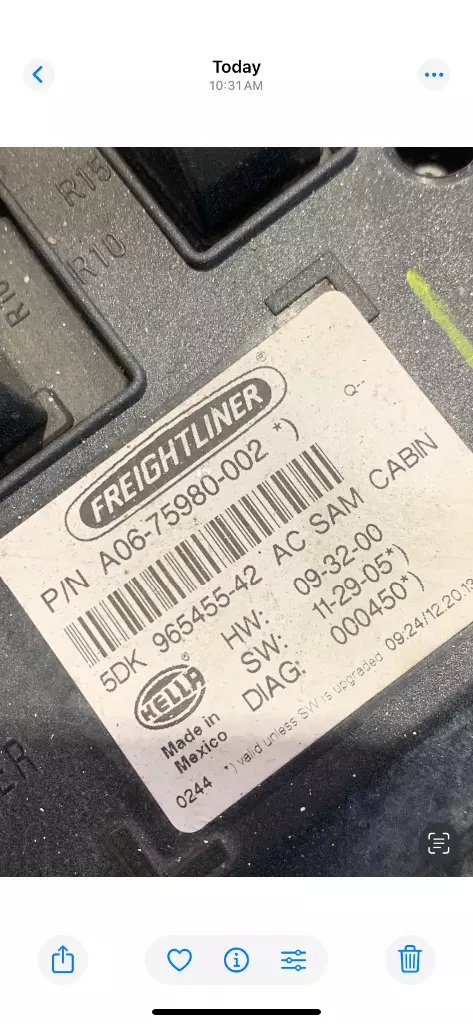 Today
10:31 AM
R15
R10
FREIGHTLINER®
Q--
P/N A06-75980-002 *)
5DK 965455-42 AC SAM CABIN
HW: 09-32-00
SW: 11-29-05*)
DIAG: 000450*)
HELLA®
Made in
Mexico
0244 *) valid unless SW is upgraded 09:24/12.20.13